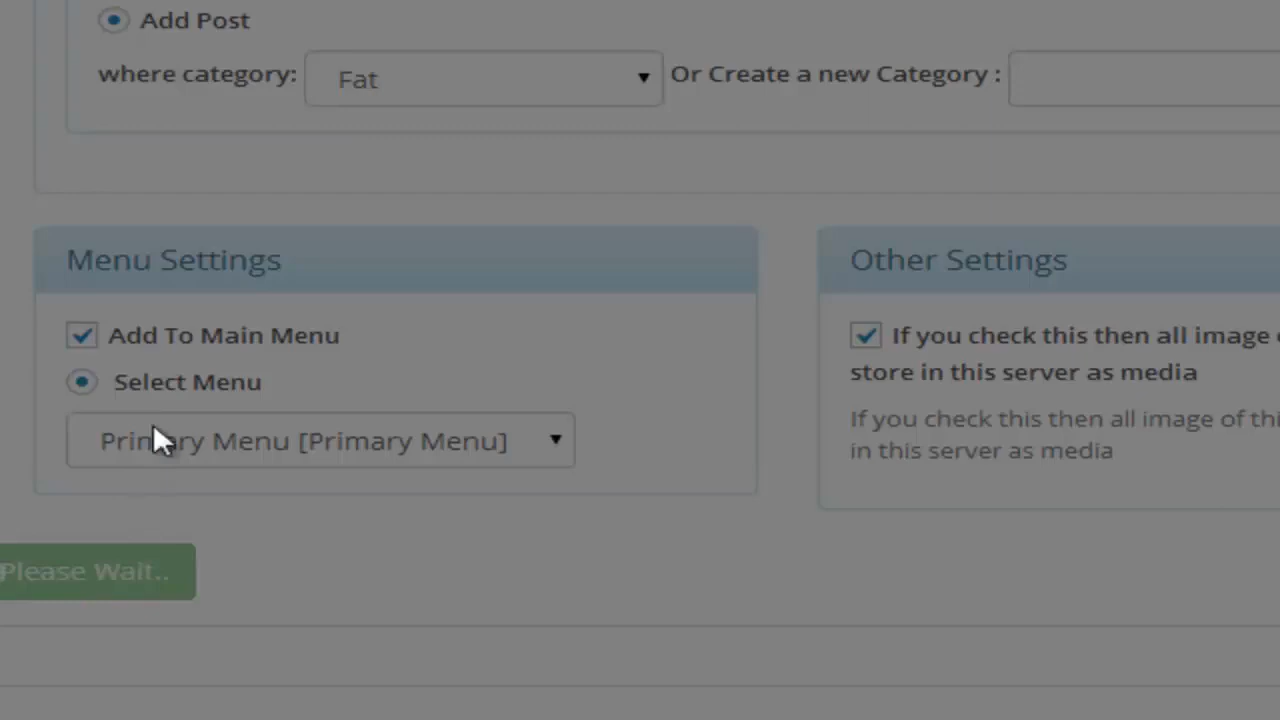 Add Post
where category: Fat Or Create a new Category :
Menu Settings
Other Settings
Add To Main Menu
If you check this then all image
store in this server as media
Select Menu
Primary Menu [Primary Menu]
If you check this then all image of
in this server as media
Please Wait..